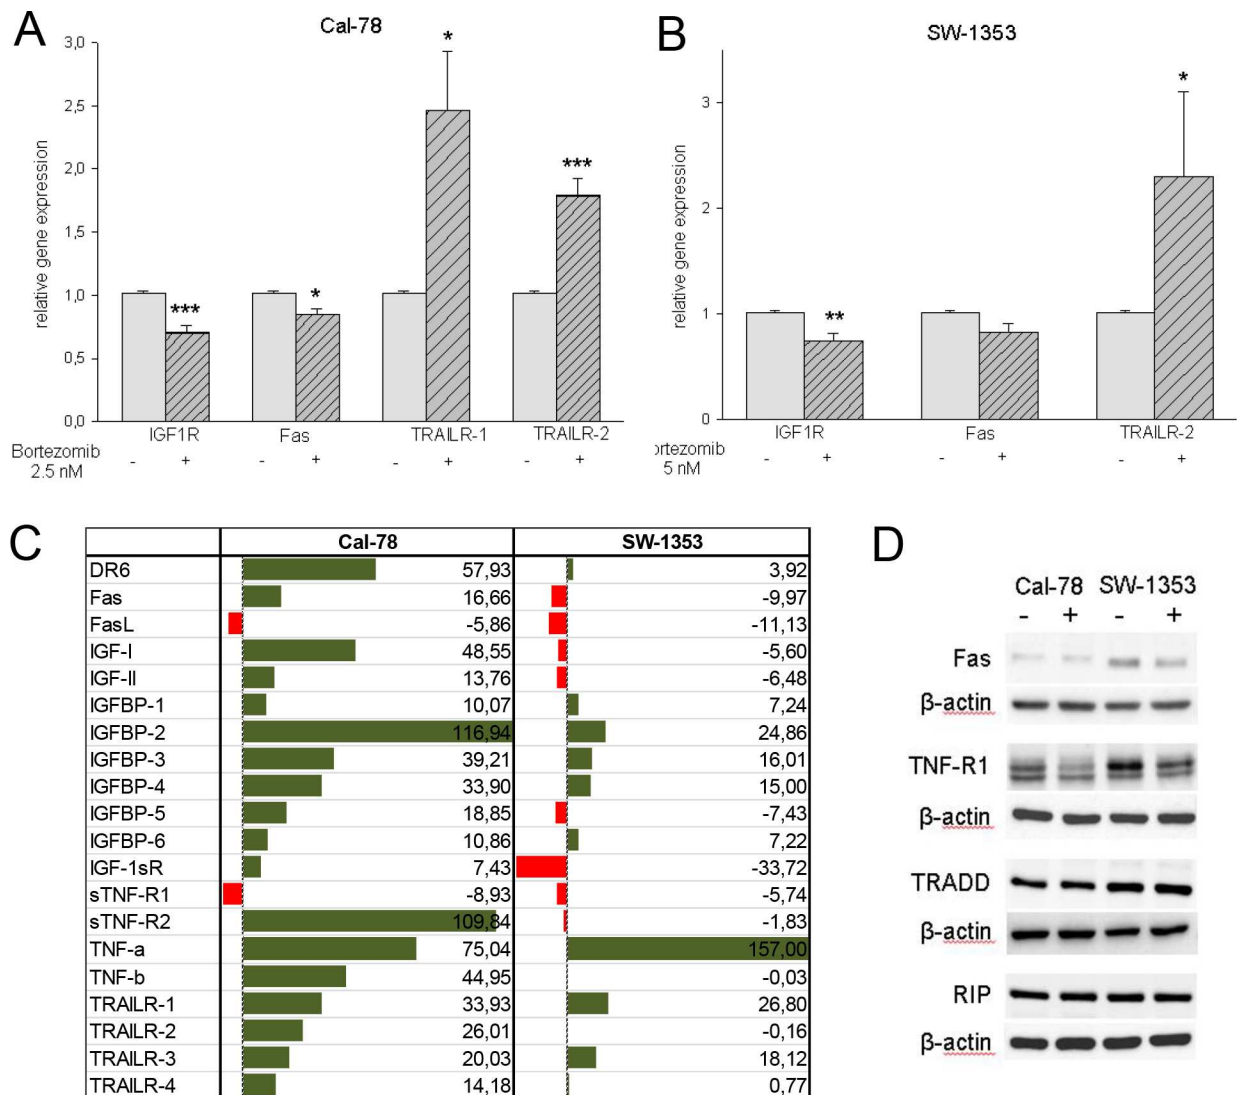 A
Cal-78
relative gene expression
3,0
2,5
2,0
1,5
1,0
0,5
0,0
*
***
***
*
IGF1R
Fas
TRAILR-1
TRAILR-2
Bortezomib
2.5 nM
- + - + - + - +
B
SW-1353
relative gene expression
3
2
1
0
*
**
IGF1R
Fas
TRAILR-2
ortezomib
5 nM
- + - + - +
C
Cal-78 SW-1353
DR6 57,93 3,92
Fas 16,66 -9,97
FasL -5,86 -11,13
IGF-I 48,55 -5,60
IGF-II 13,76 -6,48
IGFBP-1 10,07 7,24
IGFBP-2 116,94 24,86
IGFBP-3 39,21 16,01
IGFBP-4 33,90 15,00
IGFBP-5 18,85 -7,43
IGFBP-6 10,86 7,22
IGF-1sR 7,43 -33,72
sTNF-R1 -8,93 -5,74
sTNF-R2 109,84 -1,83
TNF-a 75,04 157,00
TNF-b 44,95 -0,03
TRAILR-1 33,93 26,80
TRAILR-2 26,01 -0,16
TRAILR-3 20,03 18,12
TRAILR-4 14,18 0,77
D
Cal-78 SW-1353
- + - +
Fas
β-actin
TNF-R1
β-actin
TRADD
β-actin
RIP
β-actin